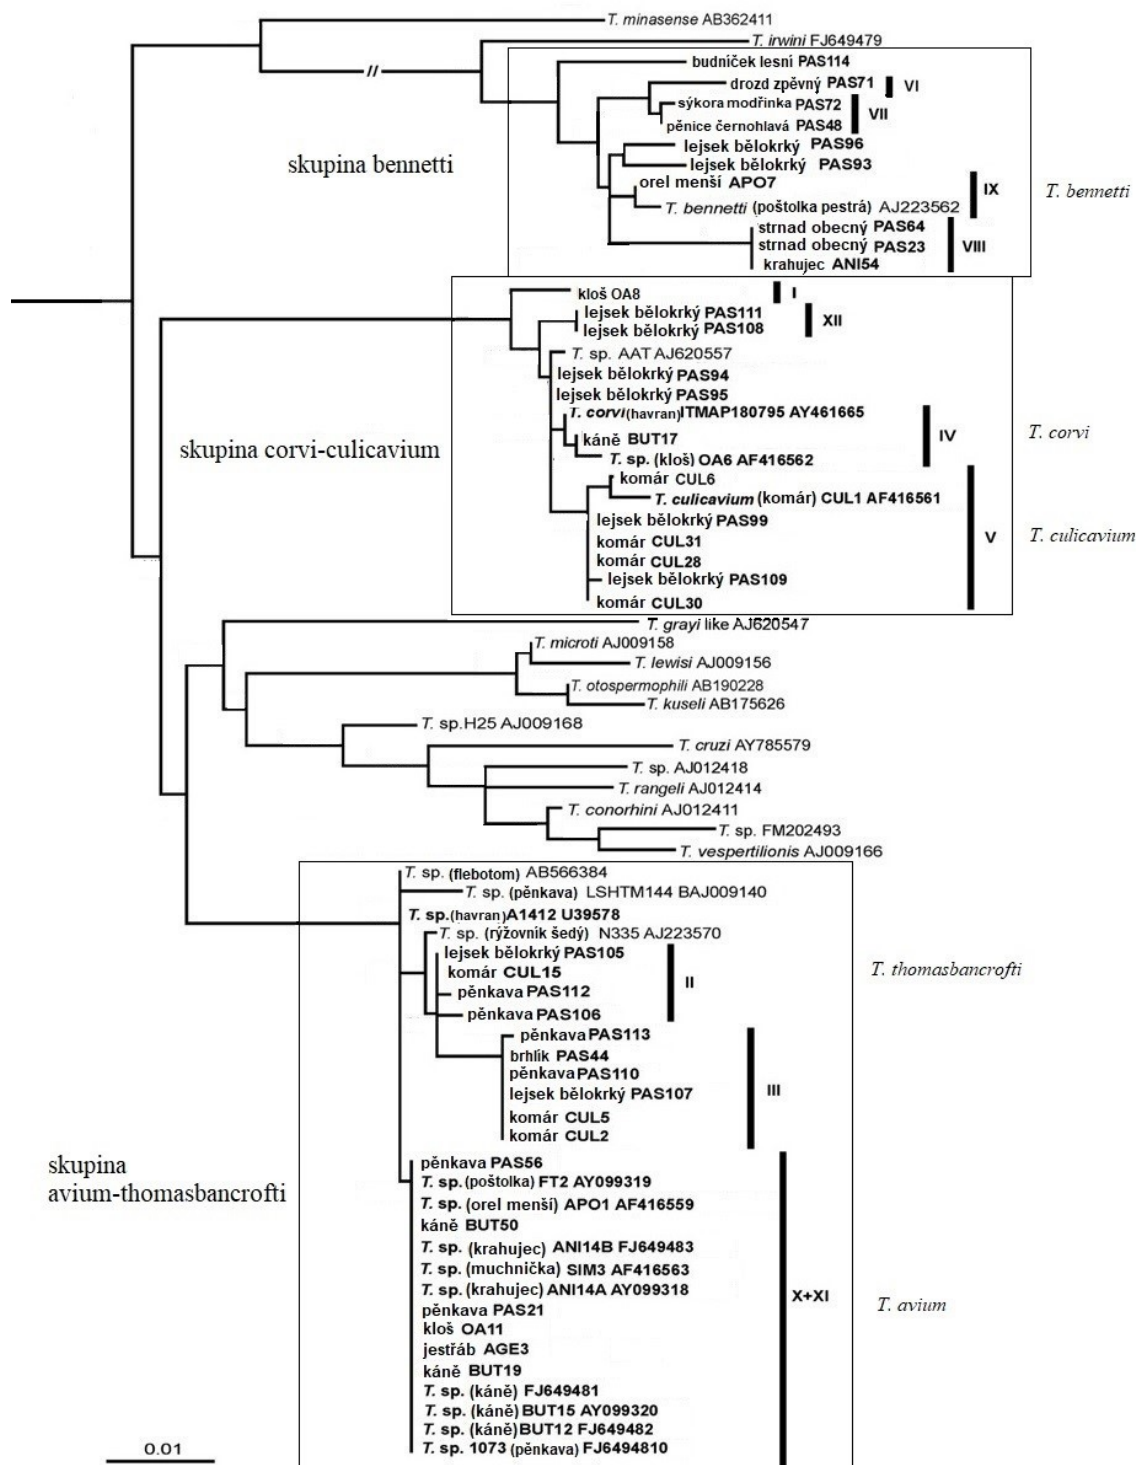 T. minasense AB362411
T. irwini FJ649479
//
budníček lesní PAS114
drozd zpěvný PAS71
VI
sýkora modřinka PAS72
VII
pěnice černohlavá PAS48
lejsek bělokrký PAS96
skupina bennetti
lejsek bělokrký PAS93
orel menší APO7
IX
T. bennetti
T. bennetti (poštolka pestrá) AJ223562
strnad obecný PAS64
strnad obecný PAS23
VIII
krahujec ANI54
kloš OA8
I
lejsek bělokrký PAS111
XII
lejsek bělokrký PAS108
T. sp. AAT AJ620557
lejsek bělokrký PAS94
lejsek bělokrký PAS95
T. corvi (havran) ITMAP180795 AY461665
IV
T. corvi
káně BUT17
skupina corvi-culicavium
T. sp. (kloš) OA6 AF416562
komár CUL6
T. culicavium (komár) CUL1 AF416561
lejsek bělokrký PAS99
V
T. culicavium
komár CUL31
komár CUL28
lejsek bělokrký PAS109
komár CUL30
T. grayi like AJ620547
T. microti AJ009158
T. lewisi AJ009156
T. otospermophili AB190228
T. kuseli AB175626
T. sp.H25 AJ009168
T. cruzi AY785579
T. sp. AJ012418
T. rangeli AJ012414
T. conorhini AJ012411
T. sp. FM202493
T. vespertilionis AJ009166
T. sp. (flebotom) AB566384
T. sp. (pěnkava) LSHTM144 BAJ009140
T. sp. (havran) A1412 U39578
T. sp. (rýžovník šedý) N335 AJ223570
lejsek bělokrký PAS105
komár CUL15
II
T. thomasbancrofti
pěnkava PAS112
pěnkava PAS106
pěnkava PAS113
brhlík PAS44
pěnkava PAS110
III
lejsek bělokrký PAS107
komár CUL5
komár CUL2
skupina
avium-thomasbancrofti
pěnkava PAS56
T. sp. (poštolka) FT2 AY099319
T. sp. (orel menší) APO1 AF416559
káně BUT50
T. sp. (krahujec) ANI14B FJ649483
T. sp. (muchnička) SIM3 AF416563
T. sp. (krahujec) ANI14A AY099318
X+XI
T. avium
pěnkava PAS21
kloš OA11
jestřáb AGE3
káně BUT19
T. sp. (káně) FJ649481
T. sp. (káně) BUT15 AY099320
T. sp. (káně) BUT12 FJ649482
T. sp. 1073 (pěnkava) FJ6494810
0.01